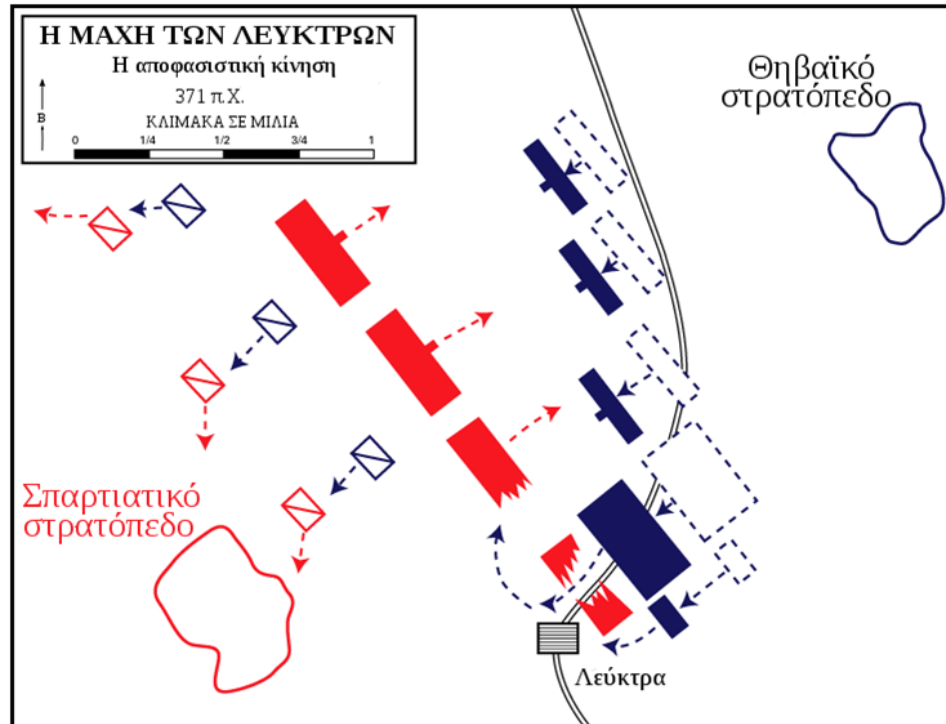 Η ΜΑΧΗ ΤΩΝ ΛΕΥΚΤΡΩΝ
Η αποφασιστική κίνηση
371 π.Χ.
ΚΛΙΜΑΚΑ ΣΕ ΜΙΛΙΑ
Β
0 1/4 1/2 3/4 1
Θηβαϊκό
στρατόπεδο
Σπαρτιατικό
στρατόπεδο
Λεύκτρα